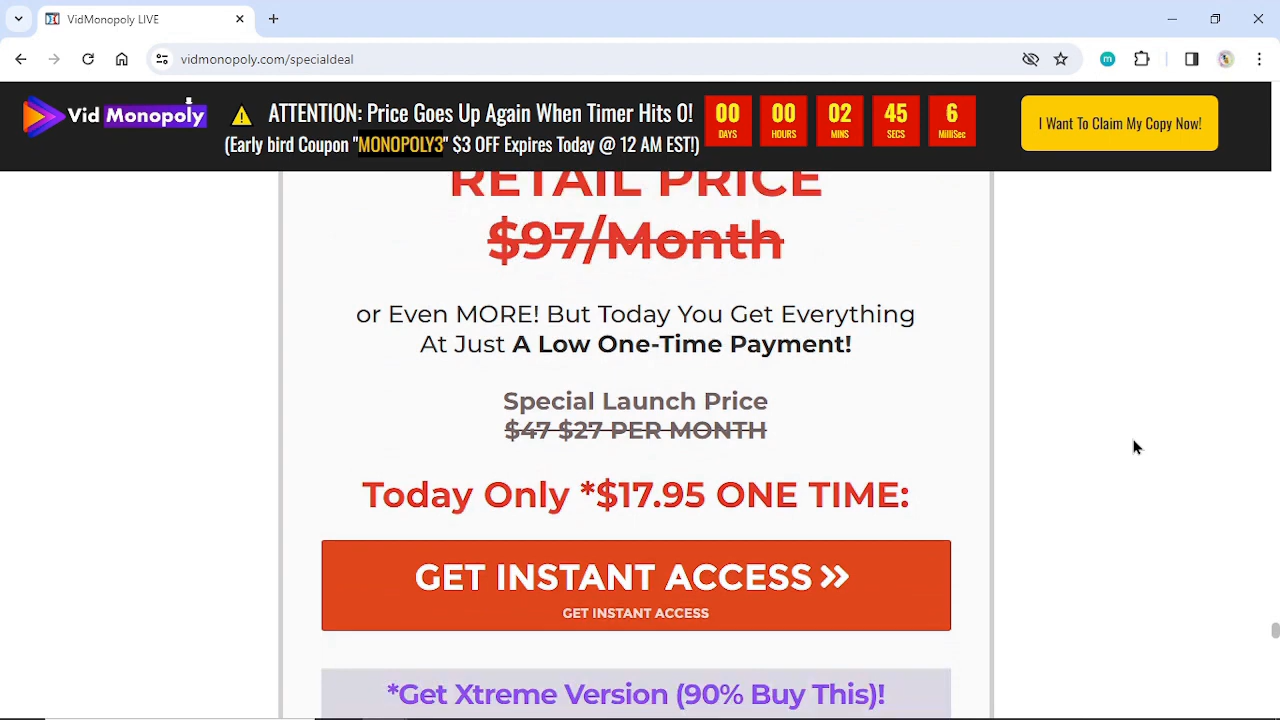 VidMonopoly LIVE
vidmonopoly.com/specialdeal
m
Vid Monopoly
ATTENTION: Price Goes Up Again When Timer Hits 0!
(Early bird Coupon "MONOPOLY3" $3 OFF Expires Today @ 12 AM EST!)
00 00 02 45 6
DAYS HOURS MINS SECS MilliSec
I Want To Claim My Copy Now!
RETAIL PRICE
$97/Month
or Even MORE! But Today You Get Everything
At Just A Low One-Time Payment!
Special Launch Price
$47 $27 PER MONTH
Today Only *$17.95 ONE TIME:
GET INSTANT ACCESS
GET INSTANT ACCESS
*Get Xtreme Version (90% Buy This)!